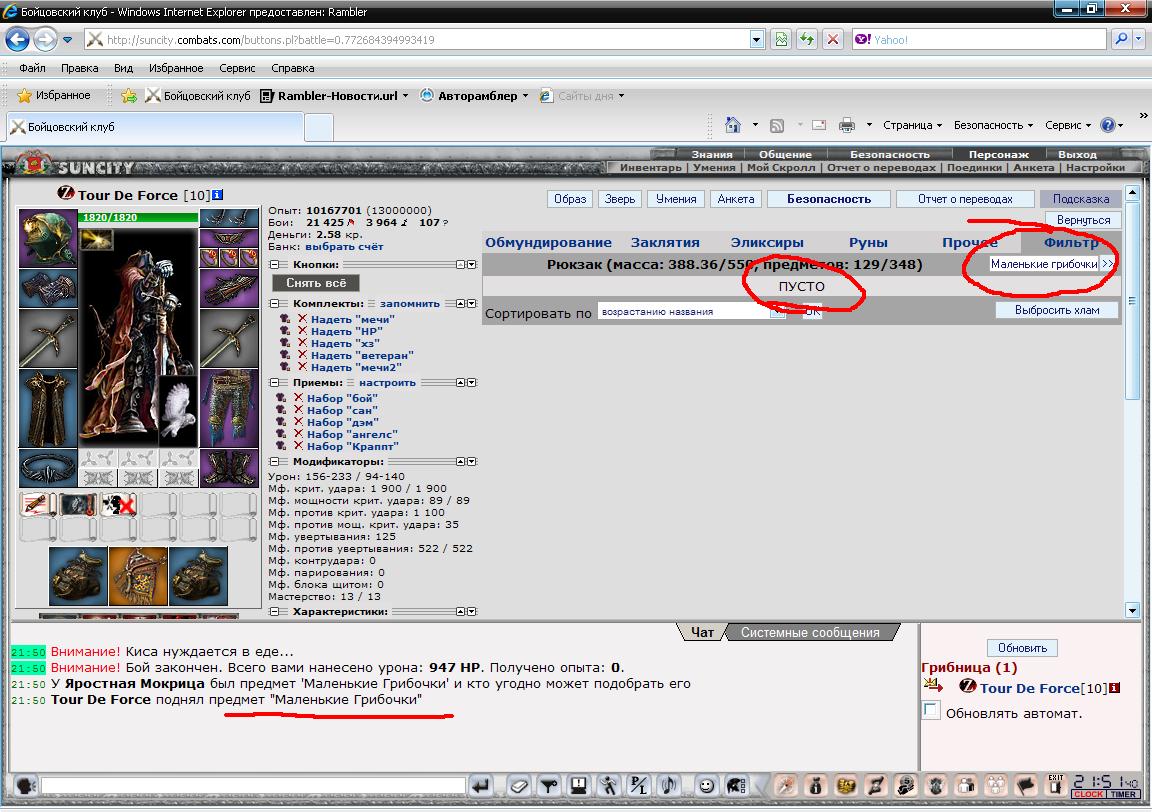 Бойцовский клуб - Windows Internet Explorer предоставлен: Rambler
http://suncity.combats.com/buttons.pl?battle=0.772684394993419
Yahoo!
Файл Правка Вид Избранное Сервис Справка
Избранное Бойцовский клуб Rambler-Новости.url Авторамблер Сайты дня
Бойцовский клуб
Страница Безопасность Сервис
SUNCITY
Знания Общение Безопасность Персонаж Выход
Инвентарь | Умения | Мой Скролл | Отчет о переводах | Поединки | Анкета | Настройки
Tour De Force [10]
1820/1820
Опыт: 10167701 (13000000)
Бои: 21 425 3 964 107 ?
Деньги: 2.58 кр.
Банк: выбрать счёт
Кнопки:
Снять всё
Комплекты: запомнить
Надеть "мечи"
Надеть "НР"
Надеть "хз"
Надеть "ветеран"
Надеть "мечи2"
Приемы: настроить
Набор "бой"
Набор "сан"
Набор "дэм"
Набор "ангелс"
Набор "Краппт"
Модификаторы:
Урон: 156-233 / 94-140
Мф. крит. удара: 1 900 / 1 900
Мф. мощности крит. удара: 89 / 89
Мф. против крит. удара: 1 100
Мф. против мощ. крит. удара: 35
Мф. увертывания: 125
Мф. против увертывания: 522 / 522
Мф. контрудара: 0
Мф. парирования: 0
Мф. блока щитом: 0
Мастерство: 13 / 13
Характеристики:
Образ Зверь Умения Анкета Безопасность Отчет о переводах Подсказка
Вернуться
Обмундирование Заклятия Эликсиры Руны Прочее Фильтр
Маленькие грибочки >>
Рюкзак (масса: 388.36/550, предметов: 129/348)
ПУСТО
Сортировать по возрастанию названия ОК
Выбросить хлам
Чат Системные сообщения
21:50 Внимание! Киса нуждается в еде...
21:50 Внимание! Бой закончен. Всего вами нанесено урона: 947 HP. Получено опыта: 0.
21:50 У Яростная Мокрица был предмет 'Маленькие Грибочки' и кто угодно может подобрать его
21:50 Tour De Force поднял предмет "Маленькие Грибочки"
Обновить
Грибница (1)
Tour De Force[10]
Обновлять автомат.
P/L
EXIT
21:51:40
CLOCK TIMER